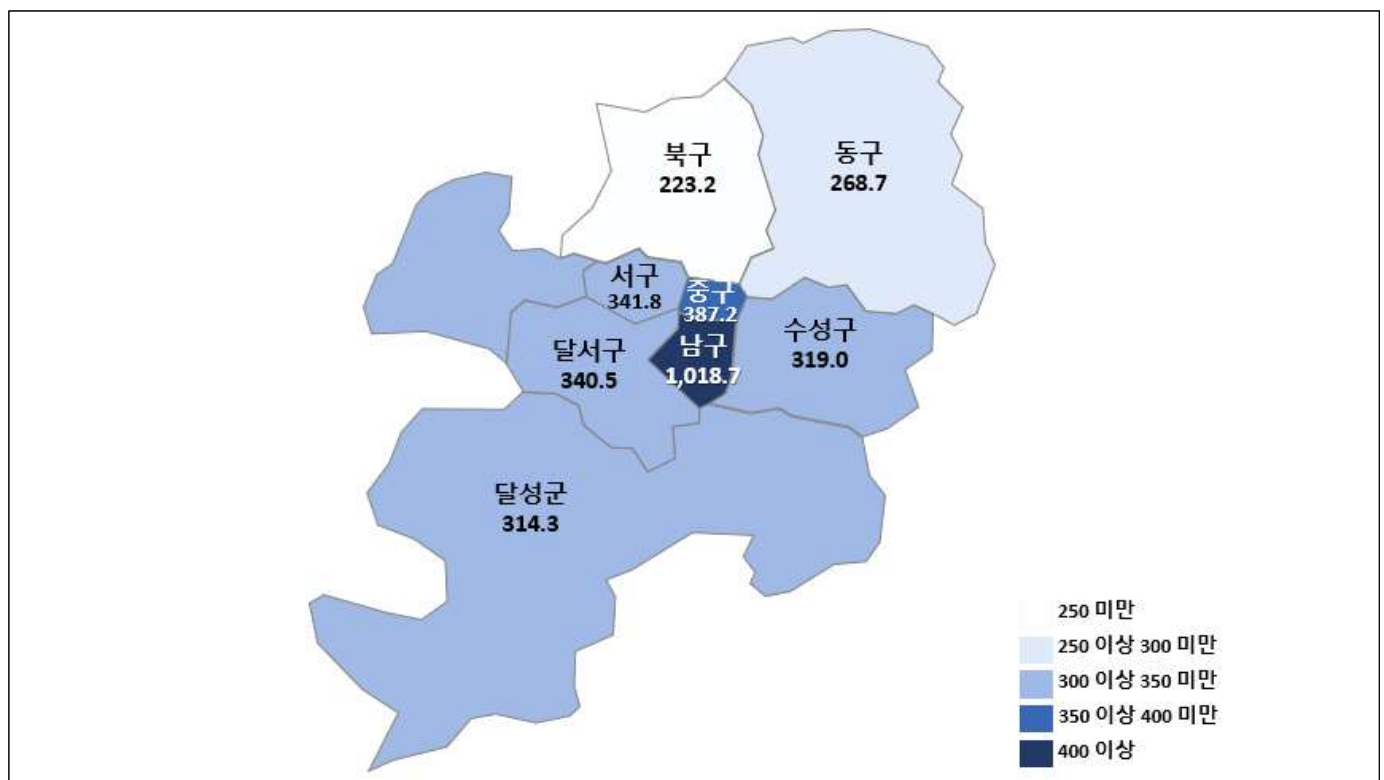 북구
223.2
동구
268.7
서구
341.8
중구
387.2
수성구
319.0
달서구
340.5
남구
1,018.7
달성군
314.3
250 미만
250 이상 300 미만
300 이상 350 미만
350 이상 400 미만
400 이상